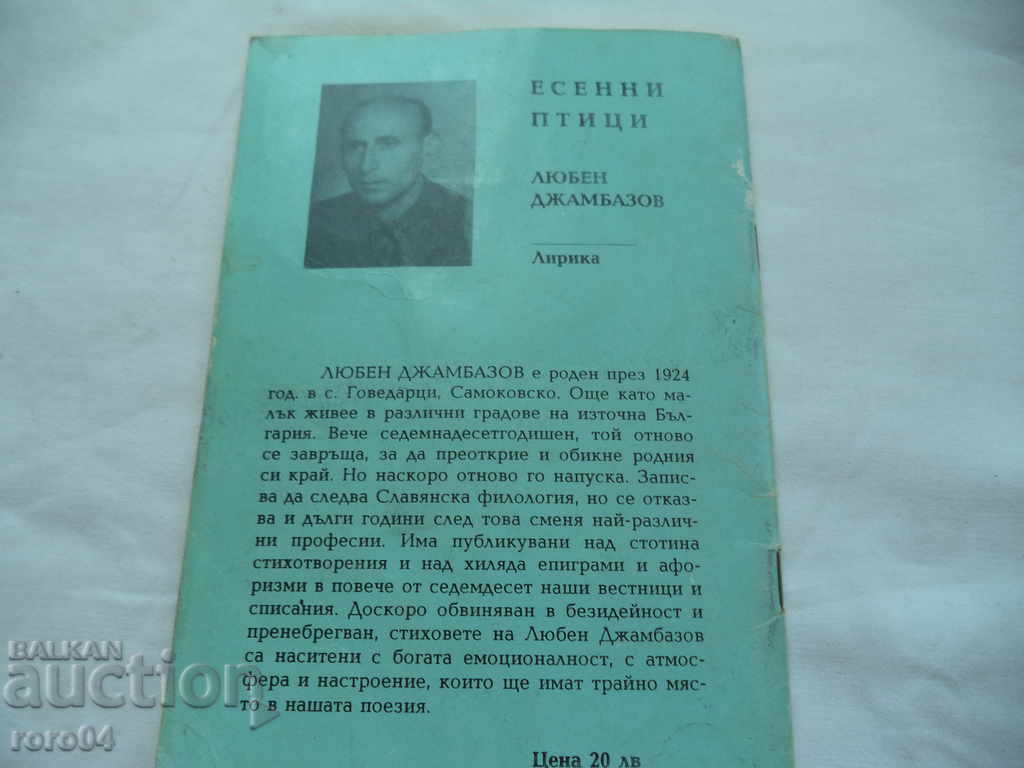 ЕСЕННИ
ПТИЦИ
ЛЮБЕН
ДЖАМБАЗОВ
Лирика
ЛЮБЕН ДЖАМБАЗОВ е роден през 1924
год. в с. Говедарци, Самоковско. Още като ма-
лък живее в различни градове на източна Бъл-
гария. Вече седемнадесетгодишен, той отново
се завръща, за да преоткрие и обикне родния
си край. Но наскоро отново го напуска. Запис-
ва да следва Славянска филология, но се отказ-
ва и дълги години след това сменя най-различ-
ни професии. Има публикувани над стотина
стихотворения и над хиляда епиграми и афо-
ризми в повече от седемдесет наши вестници и
списания. Доскоро обвиняван в безидейност и
пренебрегван, стиховете на Любен Джамбазов
са наситени с богата емоционалност, с атмос-
фера и настроение, които ще имат трайно мяс-
то в нашата поезия.
Цена 20 лв
BALKAN
auction
roro04